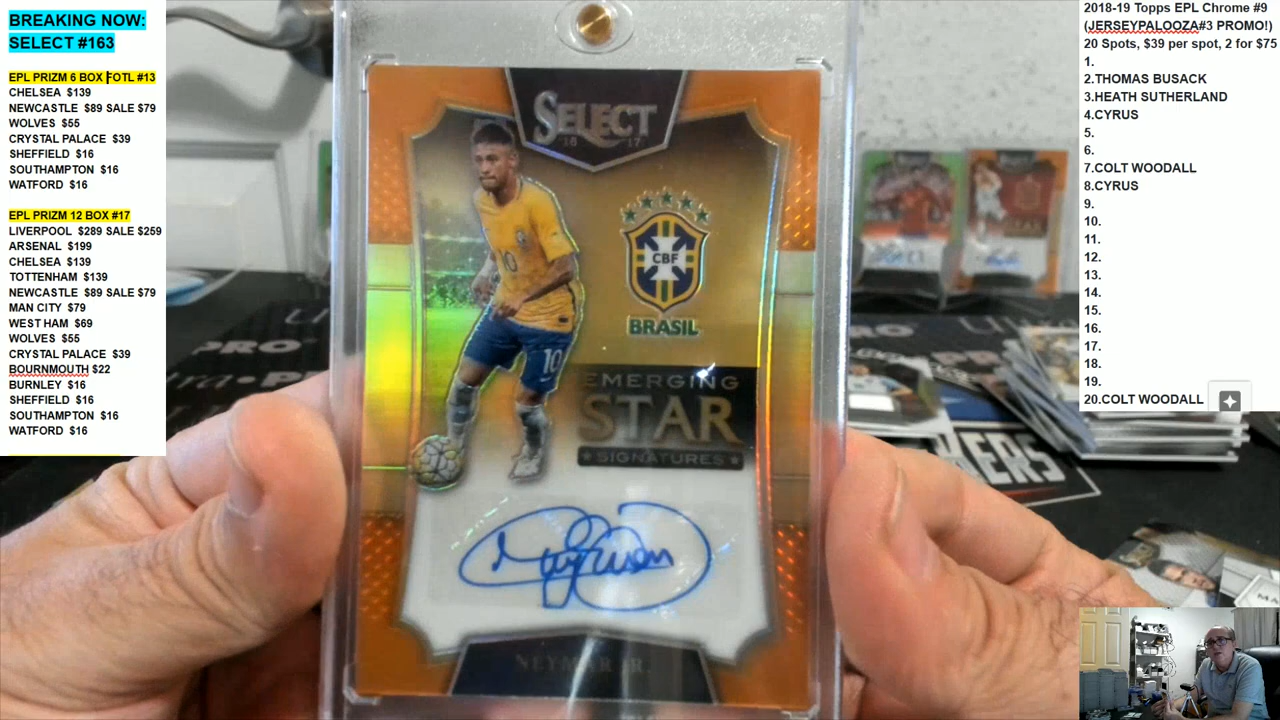 BREAKING NOW:
SELECT #163
EPL PRIZM 6 BOX FOTL #13
CHELSEA $139
NEWCASTLE $89 SALE $79
WOLVES $55
CRYSTAL PALACE $39
SHEFFIELD $16
SOUTHAMPTON $16
WATFORD $16
EPL PRIZM 12 BOX #17
LIVERPOOL $289 SALE $259
ARSENAL $199
CHELSEA $139
TOTTENHAM $139
NEWCASTLE $89 SALE $79
MAN CITY $79
WEST HAM $69
WOLVES $55
CRYSTAL PALACE $39
BOURNMOUTH $22
BURNLEY $16
SHEFFIELD $16
SOUTHAMPTON $16
WATFORD $16
SELECT
16 17
10
CBF
BRASIL
10
EMERGING
STAR
SIGNATURES
NEYMAR JR.
2018-19 Topps EPL Chrome #9
(JERSEYPALOOZA#3 PROMO!)
20 Spots, $39 per spot, 2 for $75
1.
2.THOMAS BUSACK
3.HEATH SUTHERLAND
4.CYRUS
5.
6.
7.COLT WOODALL
8.CYRUS
9.
10.
11.
12.
13.
14.
15.
16.
17.
18.
19.
20.COLT WOODALL